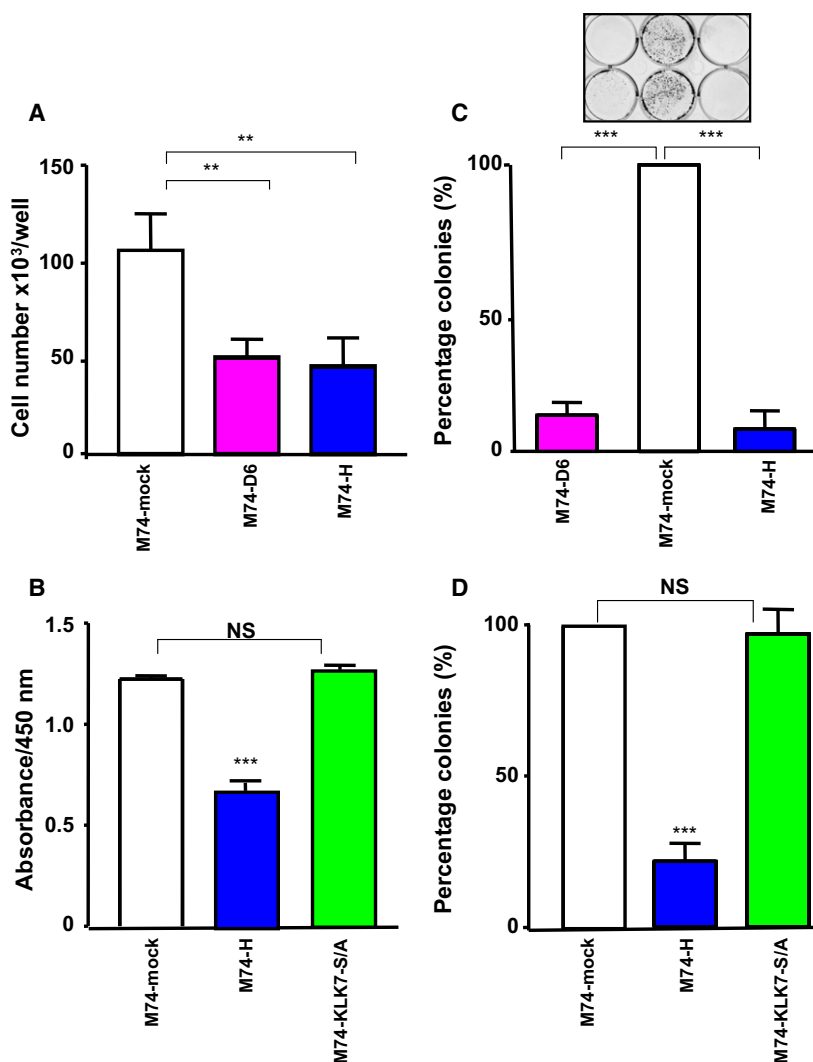 A
**
**
150
100
50
0
Cell number x10³/well
M74-mock
M74-D6
M74-H
C
***
***
100
50
0
Percentage colonies (%)
M74-D6
M74-mock
M74-H
B
NS
1.5
1.0
0.5
0
***
Absorbance/450 nm
M74-mock
M74-H
M74-KLK7-S/A
D
NS
100
50
0
***
Percentage colonies (%)
M74-mock
M74-H
M74-KLK7-S/A